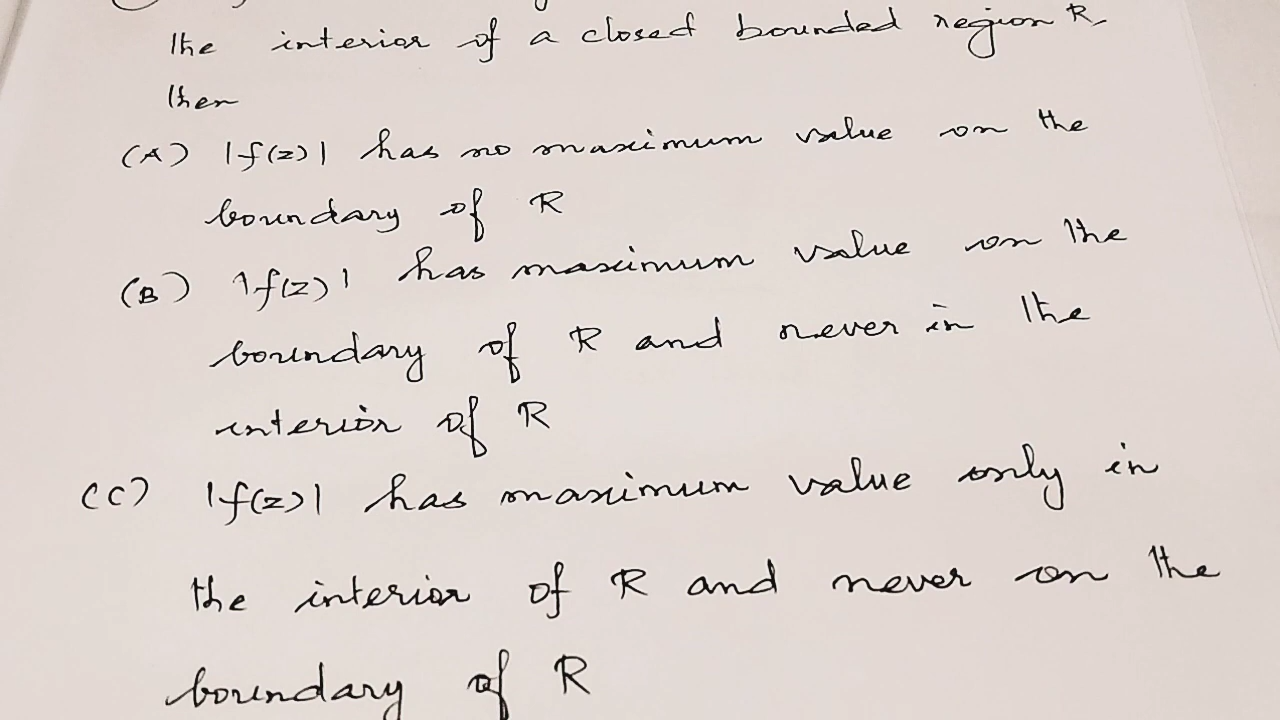 the interior of a closed bounded region R
then
(A) |f(z)| has no maximum value on the
boundary of R
(B) |f(z)| has maximum value on the
boundary of R and never in the
interior of R
(C) |f(z)| has maximum value only in
the interior of R and never on the
boundary of R